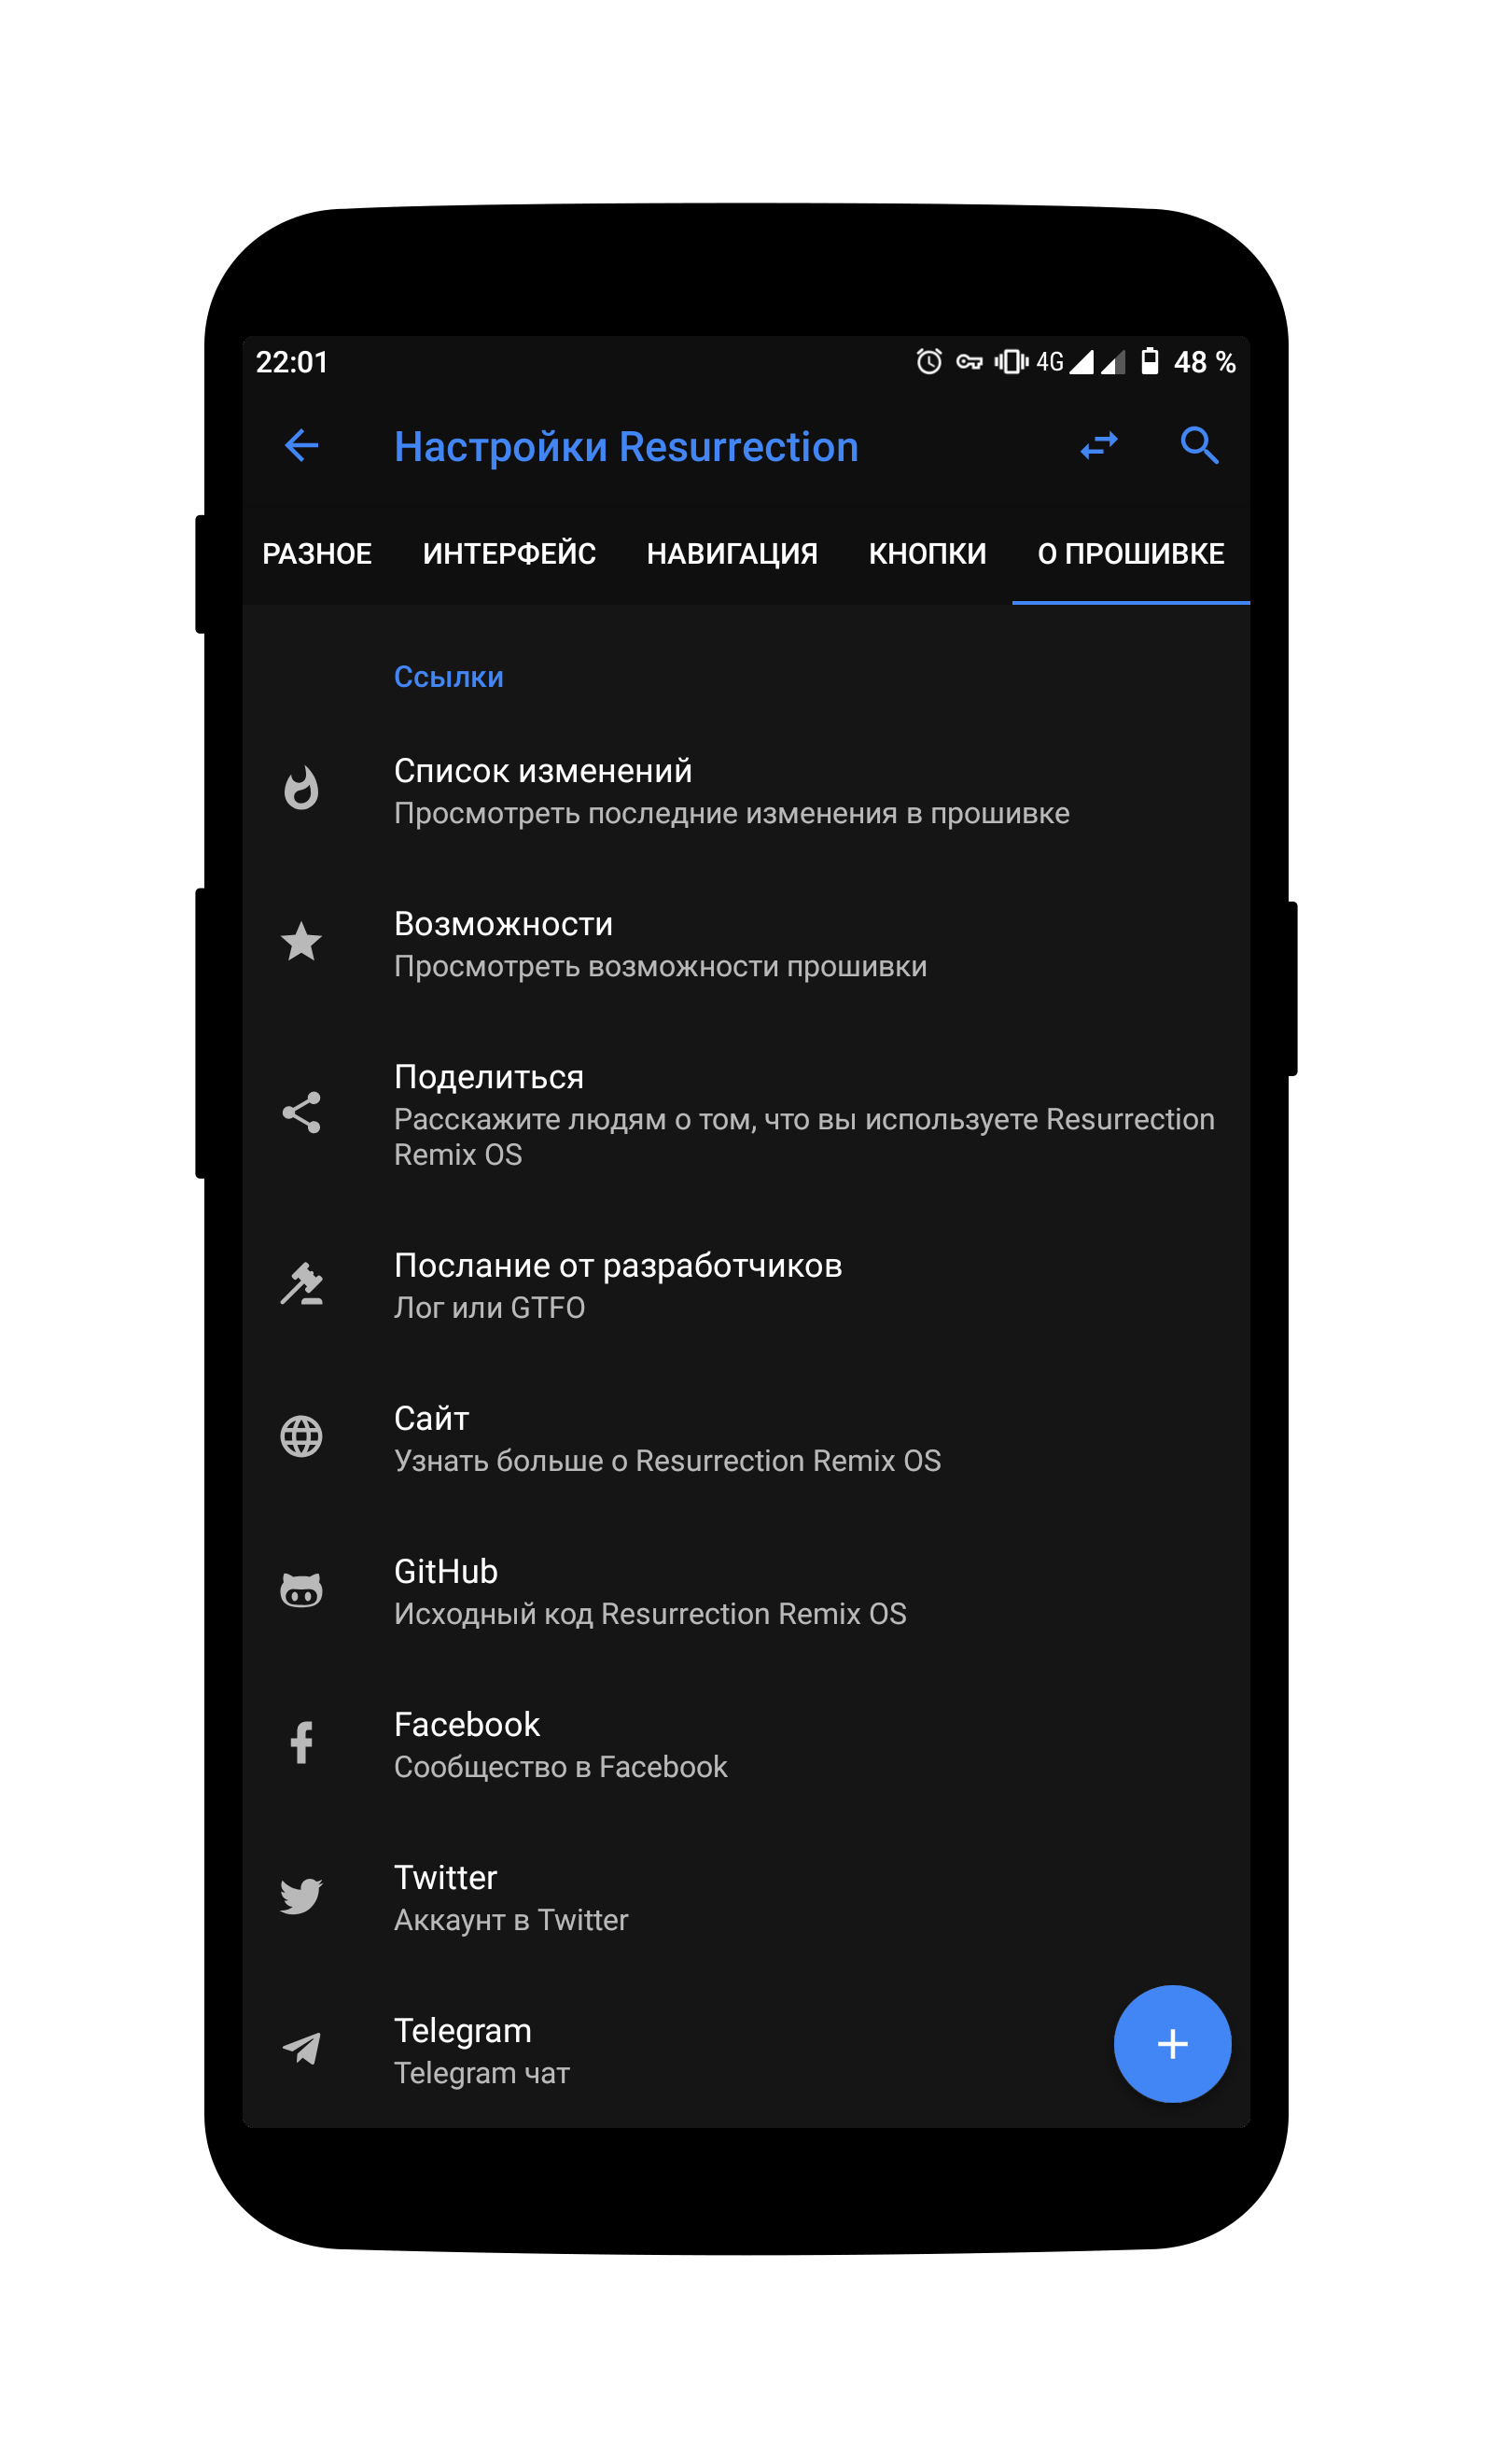 22:01 4G 48 %
Настройки Resurrection
РАЗНОЕ ИНТЕРФЕЙС НАВИГАЦИЯ КНОПКИ О ПРОШИВКЕ
Ссылки
Список изменений
Просмотреть последние изменения в прошивке
Возможности
Просмотреть возможности прошивки
Поделиться
Расскажите людям о том, что вы используете Resurrection
Remix OS
Послание от разработчиков
Лог или GTFO
Сайт
Узнать больше о Resurrection Remix OS
GitHub
Исходный код Resurrection Remix OS
Facebook
Сообщество в Facebook
Twitter
Аккаунт в Twitter
Telegram
Telegram чат